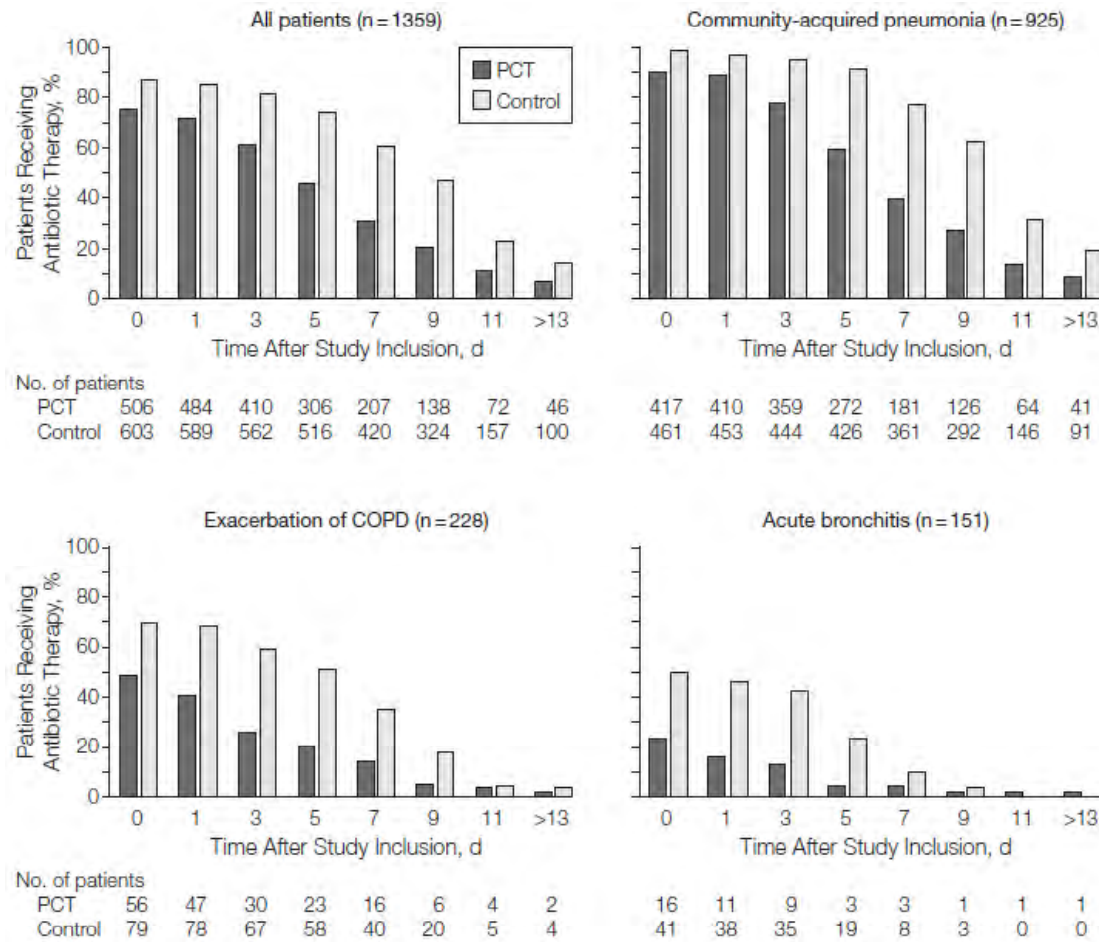 All patients (n=1359)
100
80
60
40
20
0
Patients Receiving
Antibiotic Therapy, %
PCT
Control
0 1 3 5 7 9 11 >13
Time After Study Inclusion, d
No. of patients
PCT 506 484 410 306 207 138 72 46
Control 603 589 562 516 420 324 157 100
Community-acquired pneumonia (n=925)
0 1 3 5 7 9 11 >13
Time After Study Inclusion, d
417 410 359 272 181 126 64 41
461 453 444 426 361 292 146 91
Exacerbation of COPD (n=228)
100
80
60
40
20
0
Patients Receiving
Antibiotic Therapy, %
0 1 3 5 7 9 11 >13
Time After Study Inclusion, d
No. of patients
PCT 56 47 30 23 16 6 4 2
Control 79 78 67 58 40 20 5 4
Acute bronchitis (n=151)
0 1 3 5 7 9 11 >13
Time After Study Inclusion, d
16 11 9 3 3 1 1 1
41 38 35 19 8 3 0 0